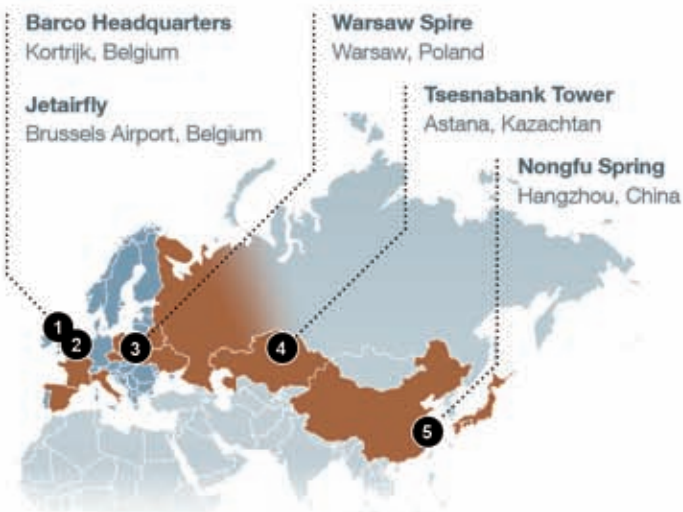 Barco Headquarters
Kortrijk, Belgium
Jetairfly
Brussels Airport, Belgium
Warsaw Spire
Warsaw, Poland
Tsesnabank Tower
Astana, Kazachtan
Nongfu Spring
Hangzhou, China
1
2
3
4
5